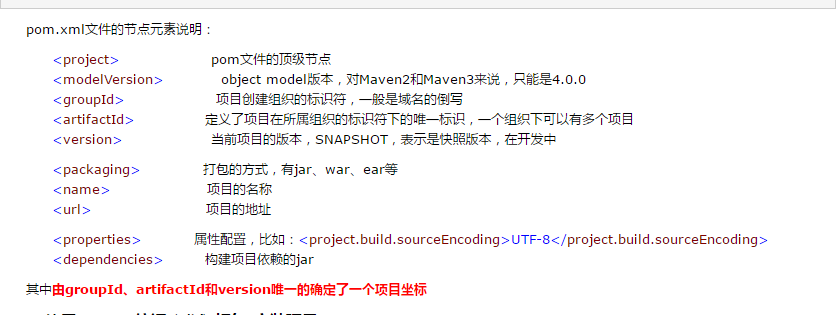 pom.xml文件的节点元素说明：
<project> pom文件的顶级节点
<modelVersion> object model版本，对Maven2和Maven3来说，只能是4.0.0
<groupId> 项目创建组织的标识符，一般是域名的倒写
<artifactId> 定义了项目在所属组织的标识符下的唯一标识，一个组织下可以有多个项目
<version> 当前项目的版本，SNAPSHOT，表示是快照版本，在开发中
<packaging> 打包的方式，有jar、war、ear等
<name> 项目的名称
<url> 项目的地址
<properties> 属性配置，比如：<project.build.sourceEncoding>UTF-8</project.build.sourceEncoding>
<dependencies> 构建项目依赖的jar
其中由groupId、artifactId和version唯一的确定了一个项目坐标